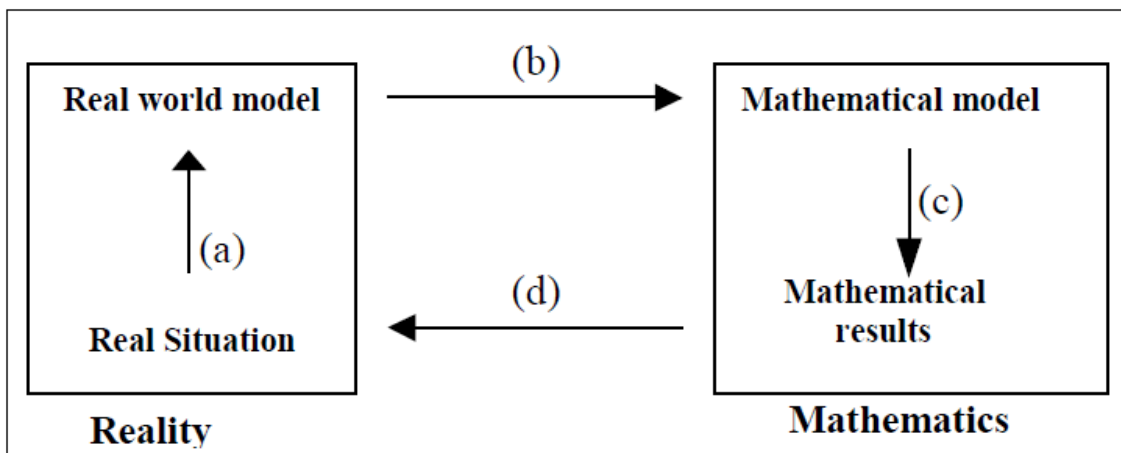 (b)
Real world model
Mathematical model
(a)
(c)
(d)
Mathematical
results
Real Situation
Reality
Mathematics